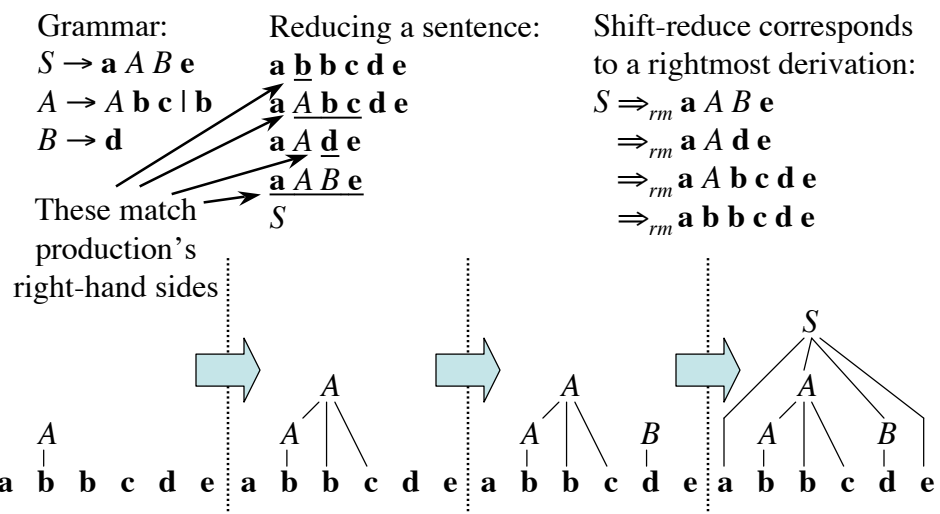 Grammar:
S → a A B e
A → A b c | b
B → d
These match
production's
right-hand sides
Reducing a sentence:
a b b c d e
a A b c d e
a A d e
a A B e
S
Shift-reduce corresponds
to a rightmost derivation:
S ⇒rm a A B e
⇒rm a A d e
⇒rm a A b c d e
⇒rm a b b c d e
A
a b b c d e
A
A
a b b c d e
A
A B
a b b c d e
S
A
A B
a b b c d e